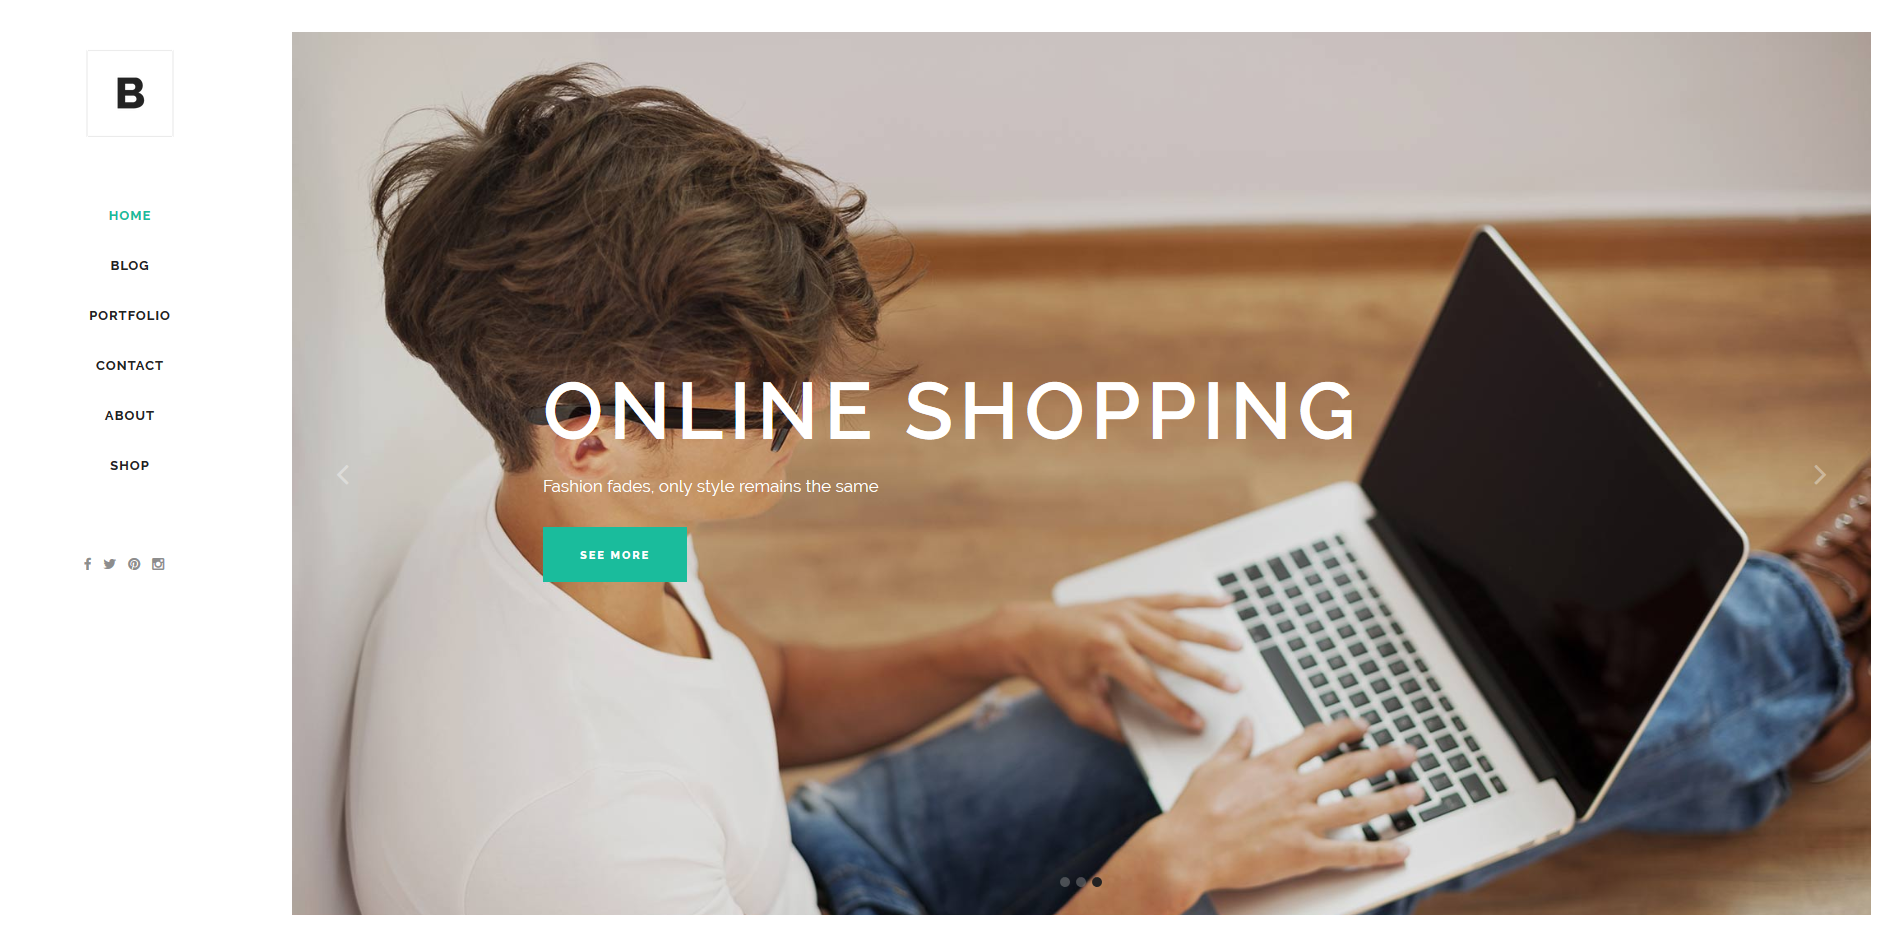 B
HOME
BLOG
PORTFOLIO
CONTACT
ABOUT
SHOP
ONLINE SHOPPING
Fashion fades, only style remains the same
SEE MORE